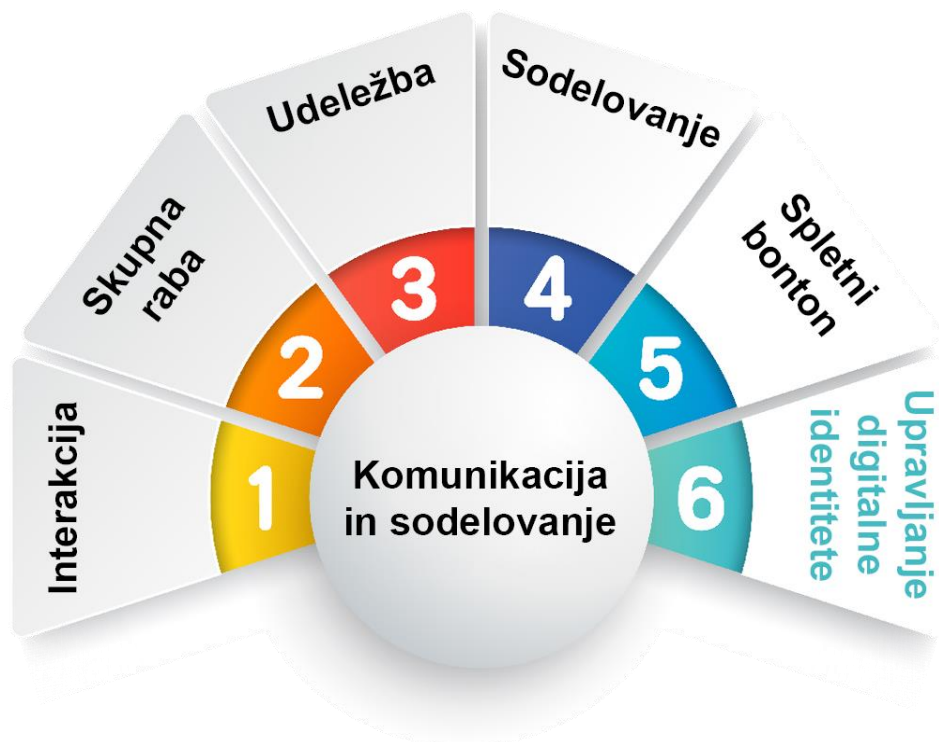 Interakcija
1
Skupna
raba
2
Udeležba
3
Sodelovanje
4
Spletni
bonton
5
Upravljanje
digitalne
identitete
6
Komunikacija
in sodelovanje